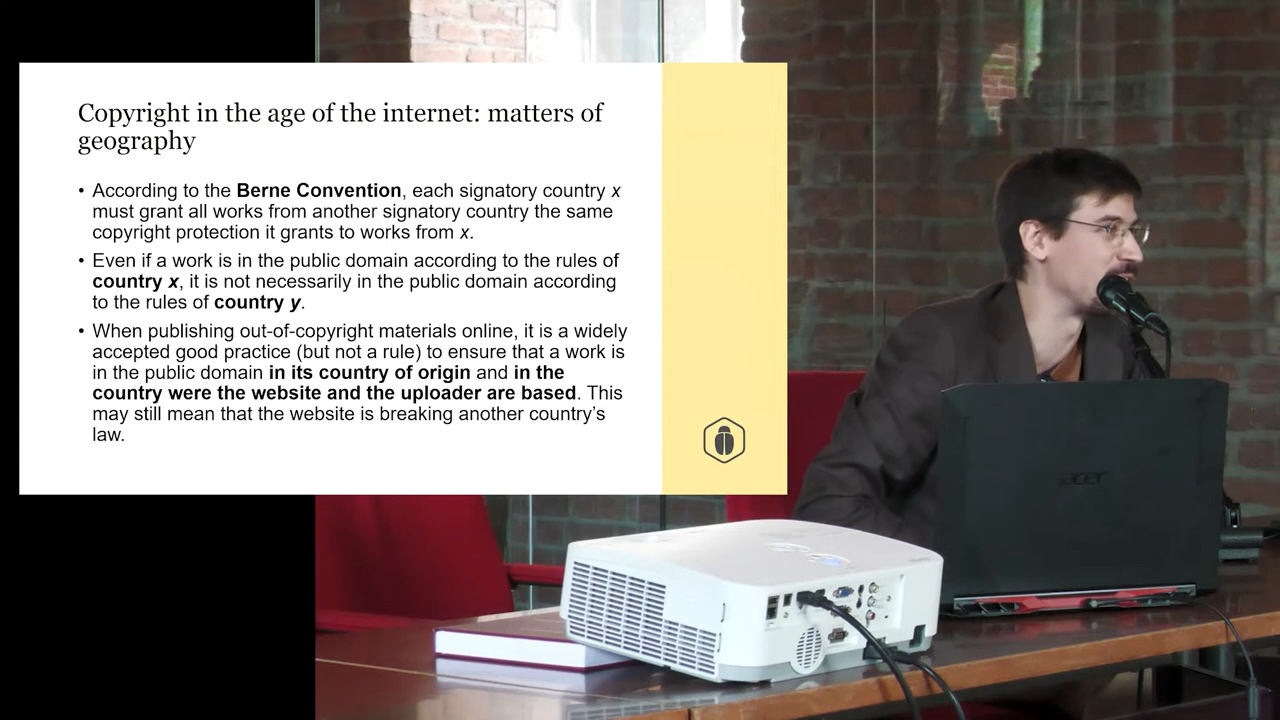 Copyright in the age of the internet: matters of
geography
• According to the Berne Convention, each signatory country x
must grant all works from another signatory country the same
copyright protection it grants to works from x.
• Even if a work is in the public domain according to the rules of
country x, it is not necessarily in the public domain according
to the rules of country y.
• When publishing out-of-copyright materials online, it is a widely
accepted good practice (but not a rule) to ensure that a work is
in the public domain in its country of origin and in the
country were the website and the uploader are based. This
may still mean that the website is breaking another country's
law.
acer